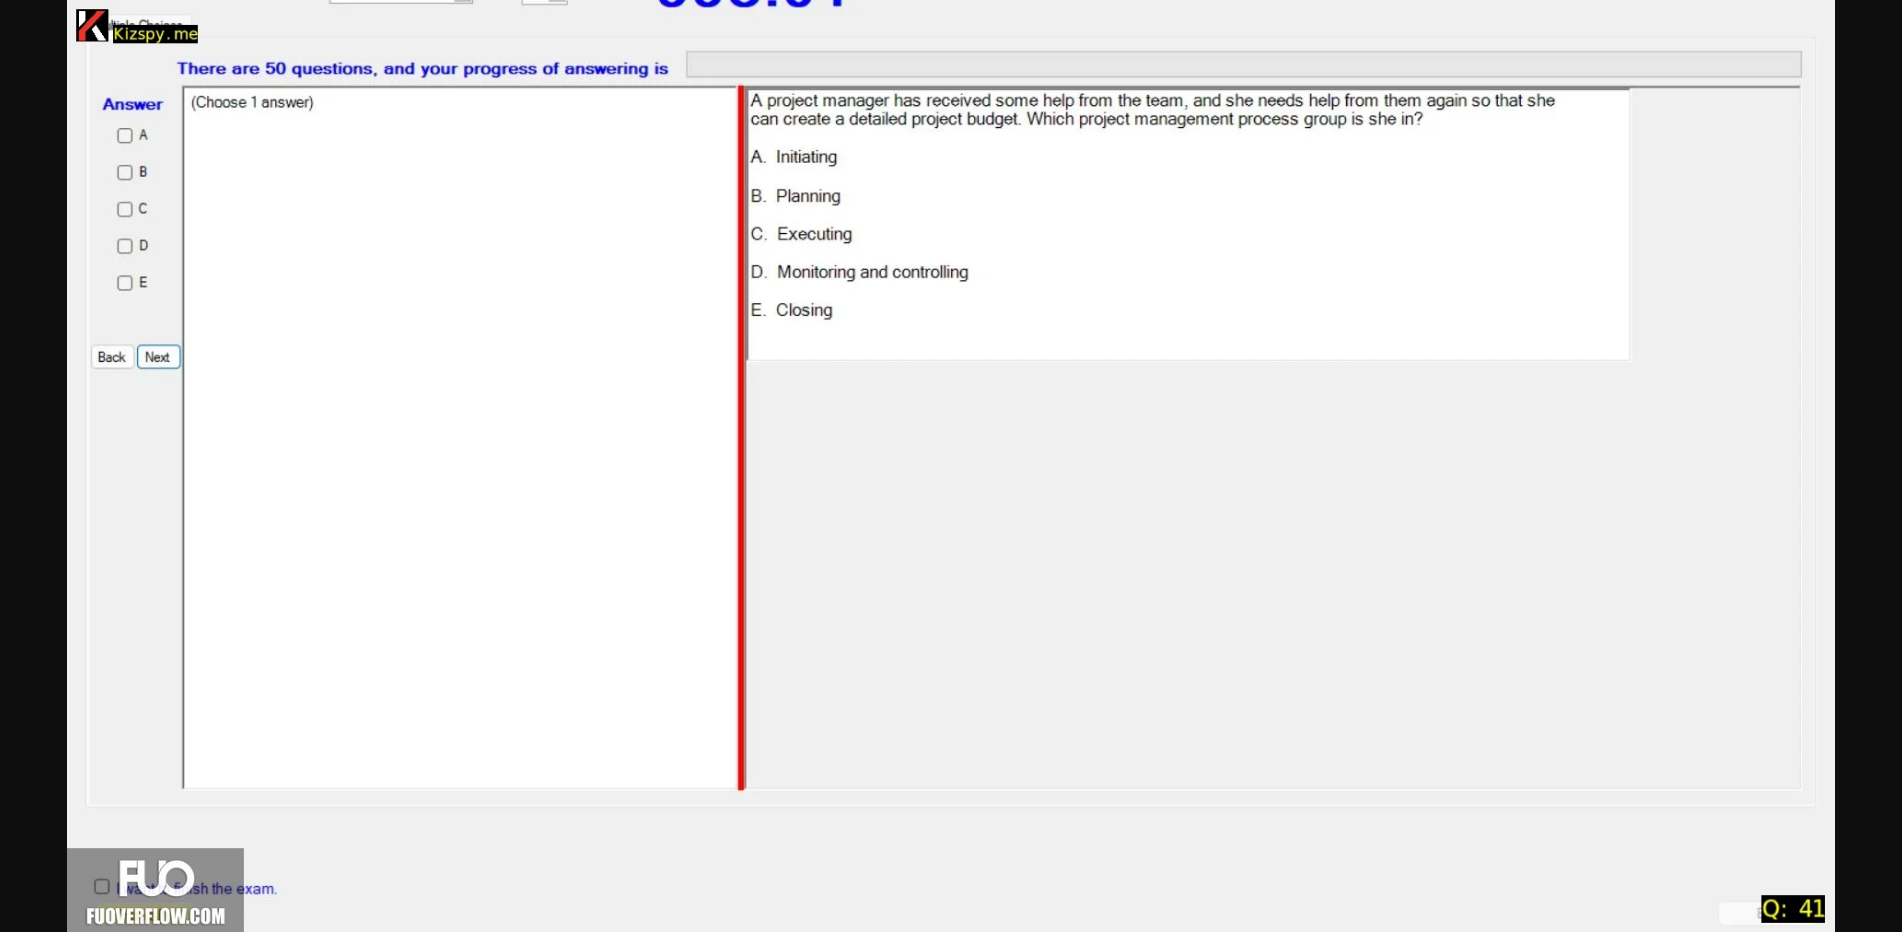 Kizspy.me
There are 50 questions, and your progress of answering is
Answer
(Choose 1 answer)
A
B
C
D
E
Back Next
A project manager has received some help from the team, and she needs help from them again so that she
can create a detailed project budget. Which project management process group is she in?
A. Initiating
B. Planning
C. Executing
D. Monitoring and controlling
E. Closing
FUO
finish the exam.
FUOVERFLOW.COM
Q: 41